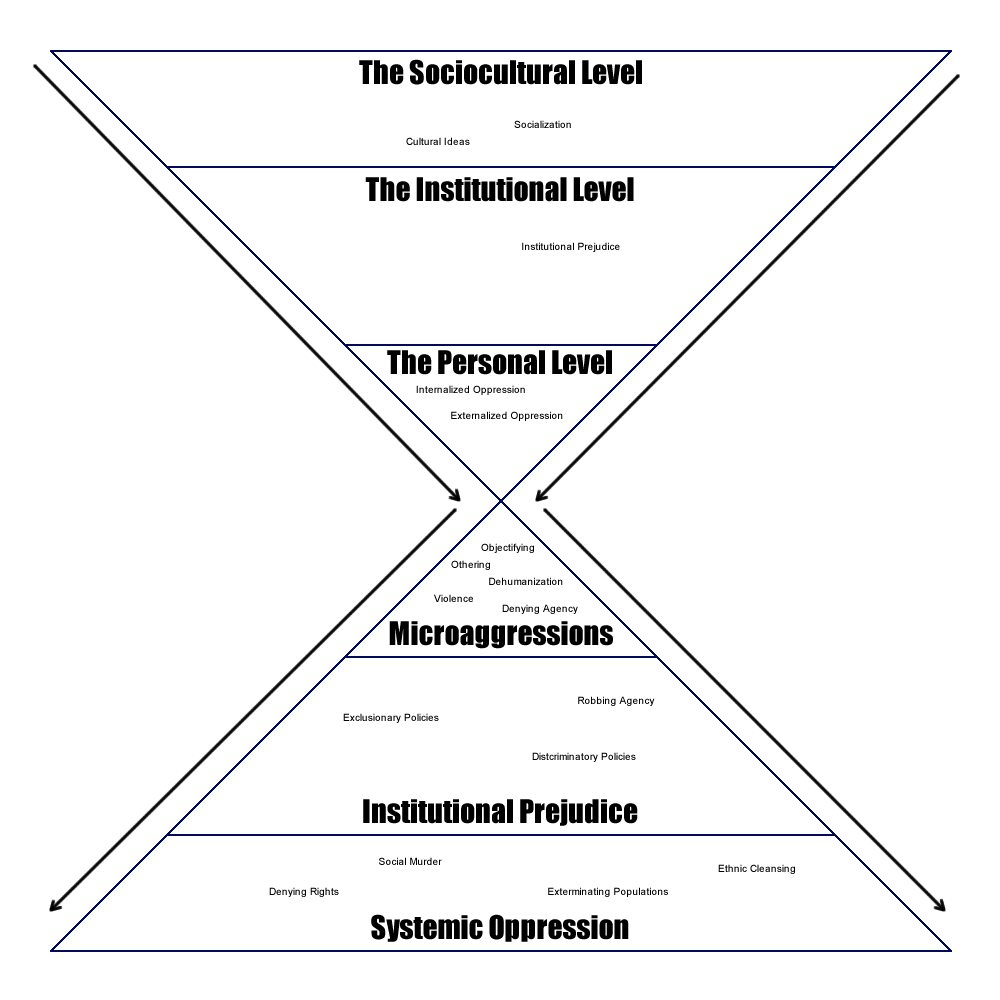 The Sociocultural Level
Socialization
Cultural Ideas
The Institutional Level
Institutional Prejudice
The Personal Level
Internalized Oppression
Externalized Oppression
Objectifying
Othering
Dehumanization
Violence
Denying Agency
Microaggressions
Robbing Agency
Exclusionary Policies
Distcriminatory Policies
Institutional Prejudice
Social Murder
Ethnic Cleansing
Denying Rights
Exterminating Populations
Systemic Oppression